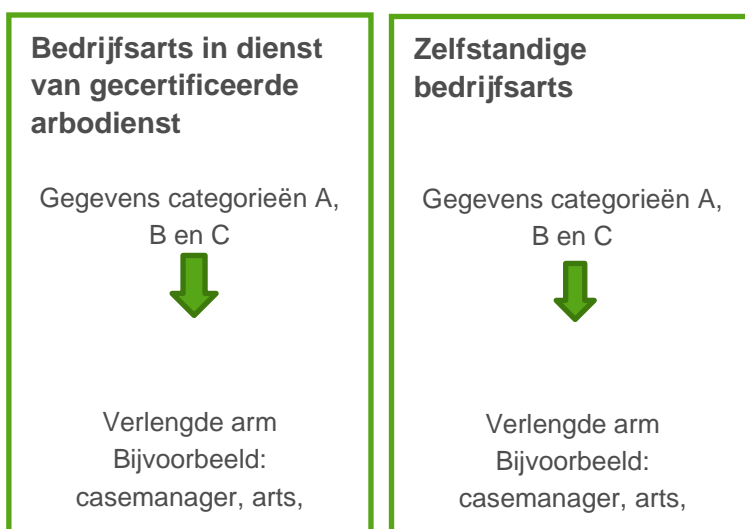 Bedrijfsarts in dienst
van gecertificeerde
arbodienst
Gegevens categorieën A,
B en C
Verlengde arm
Bijvoorbeeld:
casemanager, arts,
Zelfstandige
bedrijfsarts
Gegevens categorieën A,
B en C
Verlengde arm
Bijvoorbeeld:
casemanager, arts,